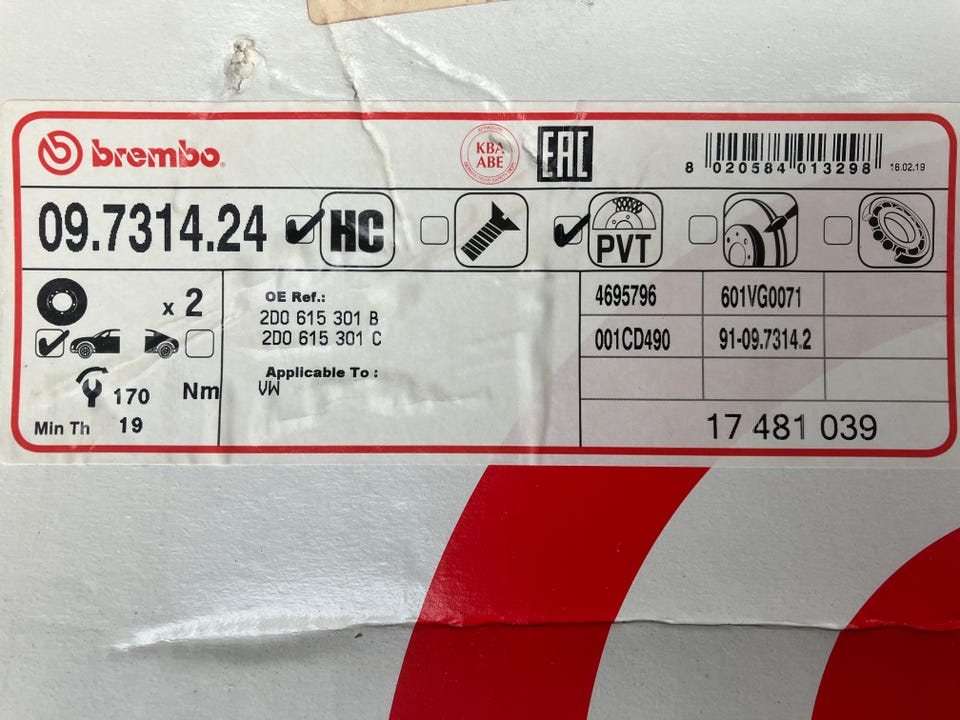 brembo
KBA
ABE
EAC
8 020584 013298
16.02.19
09.7314.24
HC
PVT
x 2
170 Nm
Min Th 19
OE Ref.:
2D0 615 301 B
2D0 615 301 C
Applicable To :
VW
4695796 601VG0071
001CD490 91-09.7314.2
17 481 039